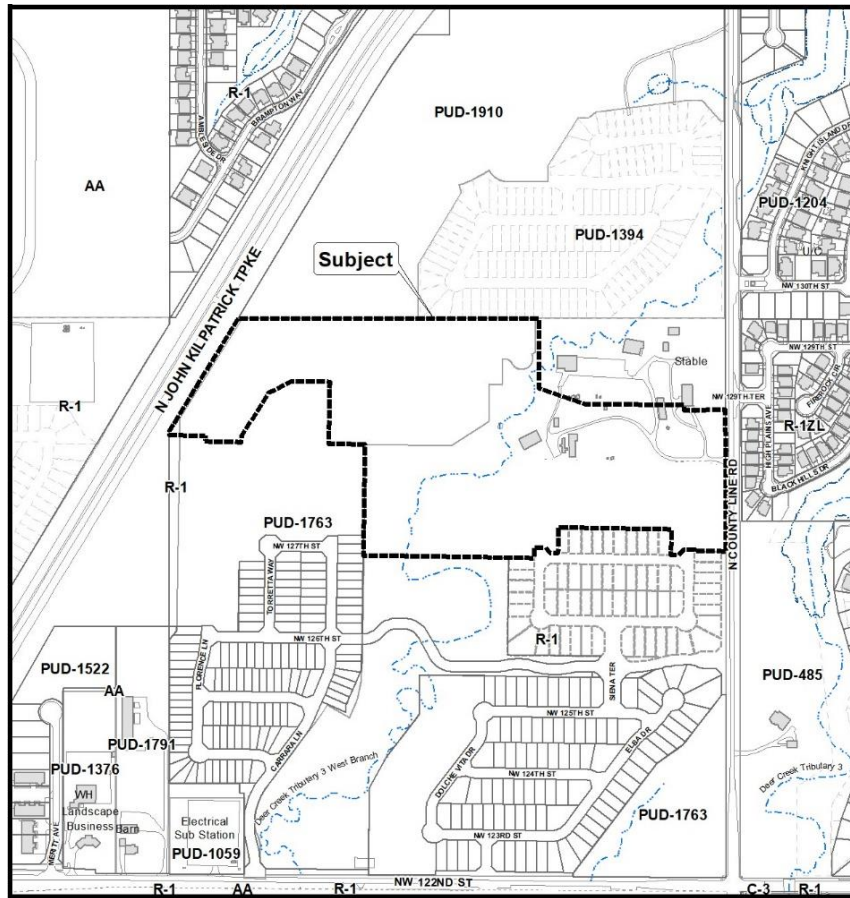 R-1
AMBLESIDE DR
BRAMPTON WAY
PUD-1910
KNIGHT ISLAND DR
AA
PUD-1204
PUD-1394
U/C
Subject
NW 130TH ST
N JOHN KILPATRICK TPKE
NW 129TH ST
Stable
FIREROCK CIR
NW 129TH TER
R-1
R-1ZL
HIGH PLAINS AVE
BLACK HILLS DR
R-1
N COUNTY LINE RD
PUD-1763
NW 127TH ST
TORRETTA WAY
NW 126TH ST
R-1
FLORENCE LN
SIENA TER
PUD-1522
PUD-485
AA
NW 125TH ST
ELBA DR
PUD-1791
CARRARA LN
DOLCHE VITA DR
PUD-1376
Deer Creek Tributary 3 West Branch
NW 124TH ST
Deer Creek Tributary 3
WH
Landscape
Business
Barn
Electrical
Sub Station
PUD-1763
MERITT AVE
NW 123RD ST
PUD-1059
NW 122ND ST
R-1
AA
R-1
C-3
R-1